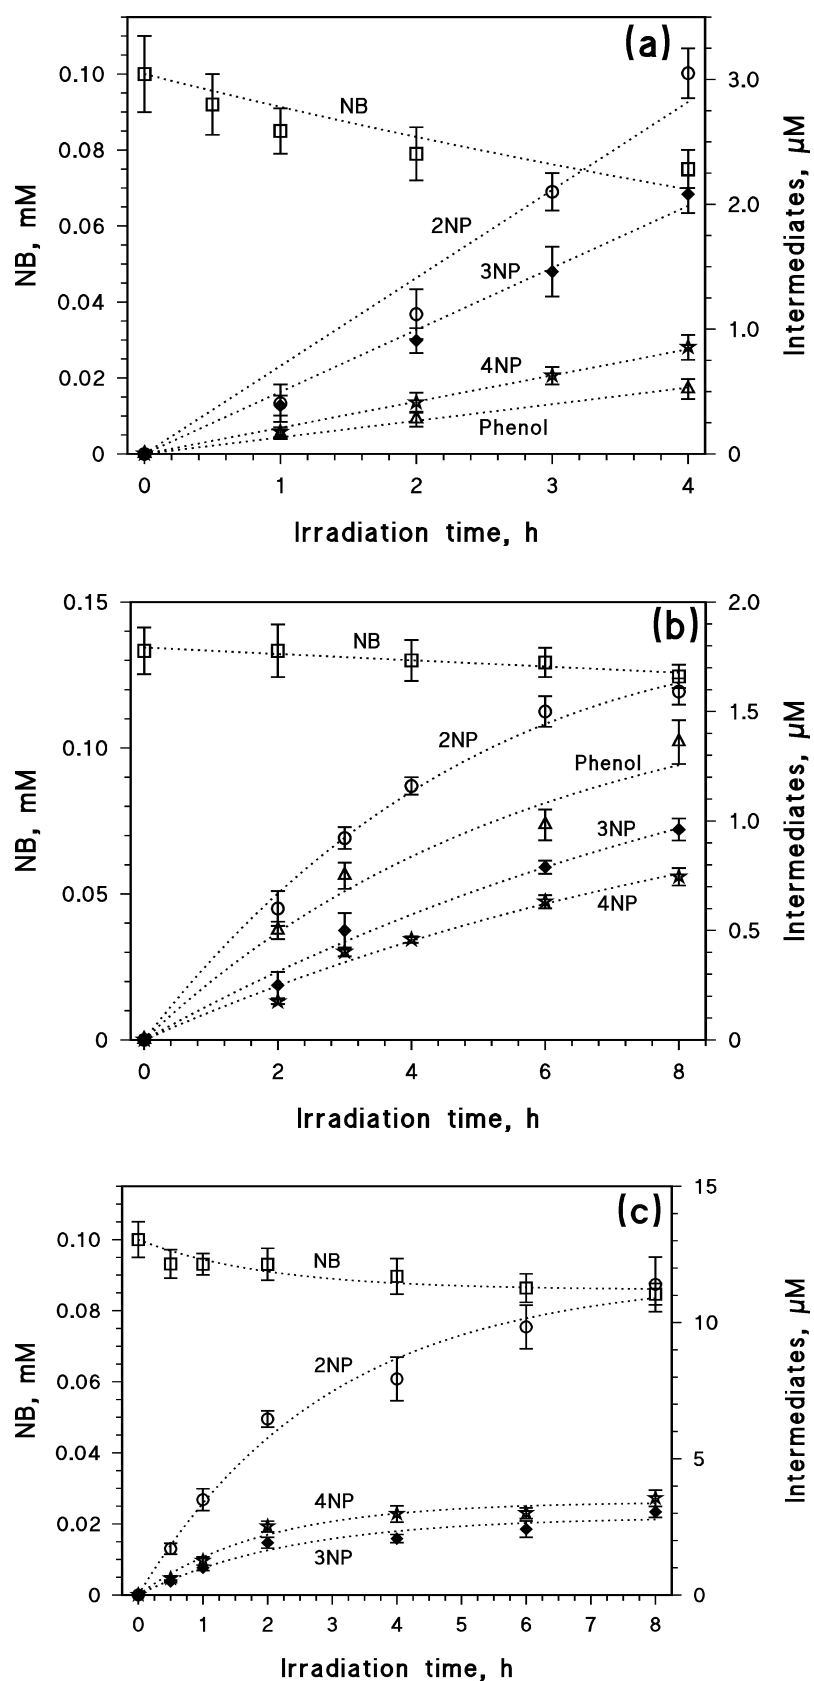 (a)
0.10
0.08
0.06
0.04
0.02
0
NB, mM
3.0
2.0
1.0
0
Intermediates, μM
NB
2NP
3NP
4NP
Phenol
0 1 2 3 4
Irradiation time, h
(b)
0.15
0.10
0.05
0
NB, mM
2.0
1.5
1.0
0.5
0
Intermediates, μM
NB
2NP
Phenol
3NP
4NP
0 2 4 6 8
Irradiation time, h
(c)
0.10
0.08
0.06
0.04
0.02
0
NB, mM
15
10
5
0
Intermediates, μM
NB
2NP
4NP
3NP
0 1 2 3 4 5 6 7 8
Irradiation time, h